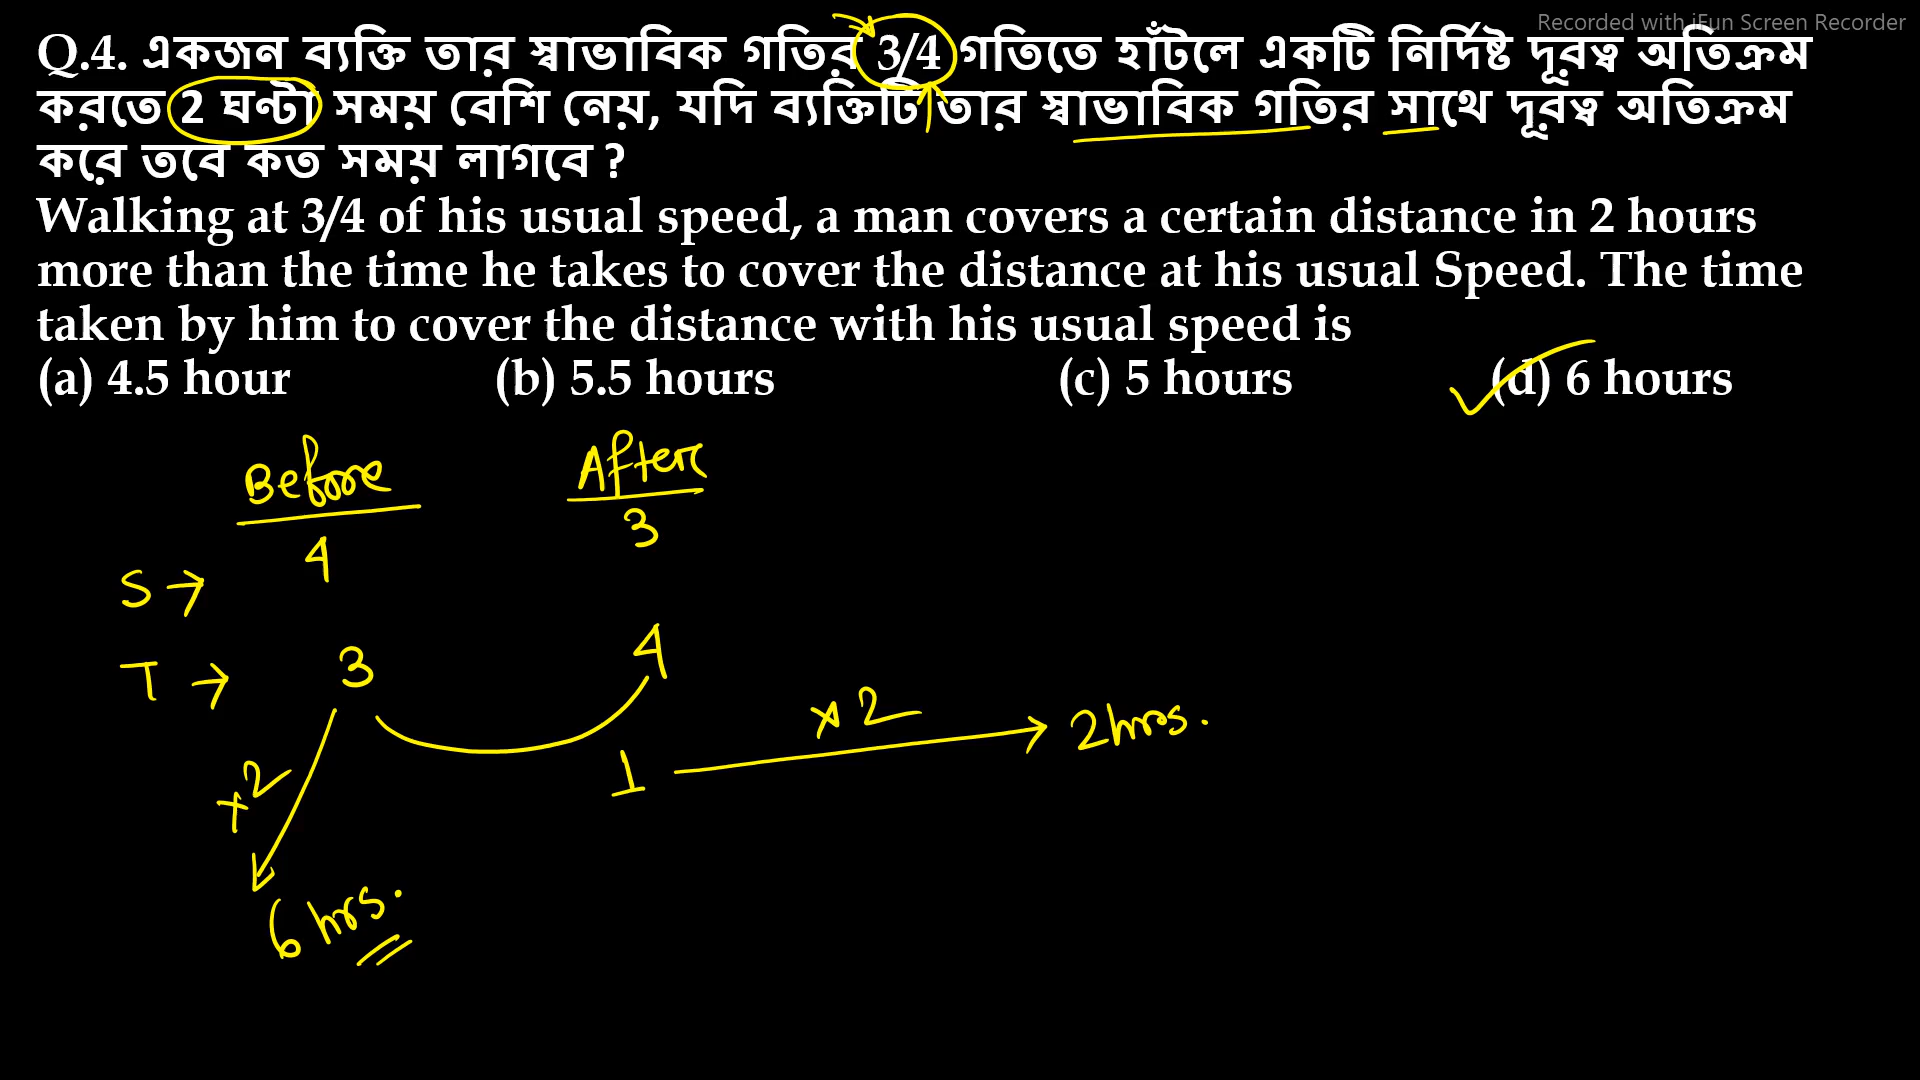 Recorded with iFun Screen Recorder
Q.4. একজন ব্যক্তি তার স্বাভাবিক গতির 3/4 গতিতে হাঁটলে একটি নির্দিষ্ট দূরত্ব অতিক্রম
করতে 2 ঘন্টা সময় বেশি নেয়, যদি ব্যক্তিটি তার স্বাভাবিক গতির সাথে দূরত্ব অতিক্রম
করে তবে কত সময় লাগবে ?
Walking at 3/4 of his usual speed, a man covers a certain distance in 2 hours
more than the time he takes to cover the distance at his usual Speed. The time
taken by him to cover the distance with his usual speed is
(a) 4.5 hour (b) 5.5 hours (c) 5 hours (d) 6 hours
Before After
S → 4 3
T → 3 4
1 ×2 → 2 hrs.
×2
6 hrs.